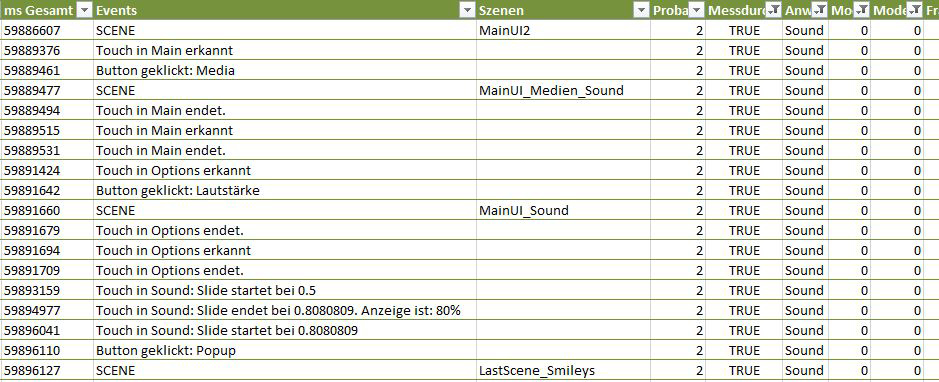 ms Gesamt Events Szenen Proba Messdurc Anw Mo Mode Fr
59886607 SCENE MainUI2 2 TRUE Sound 0 0
59889376 Touch in Main erkannt 2 TRUE Sound 0 0
59889461 Button geklickt: Media 2 TRUE Sound 0 0
59889477 SCENE MainUI_Medien_Sound 2 TRUE Sound 0 0
59889494 Touch in Main endet. 2 TRUE Sound 0 0
59889515 Touch in Main erkannt 2 TRUE Sound 0 0
59889531 Touch in Main endet. 2 TRUE Sound 0 0
59891424 Touch in Options erkannt 2 TRUE Sound 0 0
59891642 Button geklickt: Lautstärke 2 TRUE Sound 0 0
59891660 SCENE MainUI_Sound 2 TRUE Sound 0 0
59891679 Touch in Options endet. 2 TRUE Sound 0 0
59891694 Touch in Options erkannt 2 TRUE Sound 0 0
59891709 Touch in Options endet. 2 TRUE Sound 0 0
59893159 Touch in Sound: Slide startet bei 0.5 2 TRUE Sound 0 0
59894977 Touch in Sound: Slide endet bei 0.8080809. Anzeige ist: 80% 2 TRUE Sound 0 0
59896041 Touch in Sound: Slide startet bei 0.8080809 2 TRUE Sound 0 0
59896110 Button geklickt: Popup 2 TRUE Sound 0 0
59896127 SCENE LastScene_Smileys 2 TRUE Sound 0 0